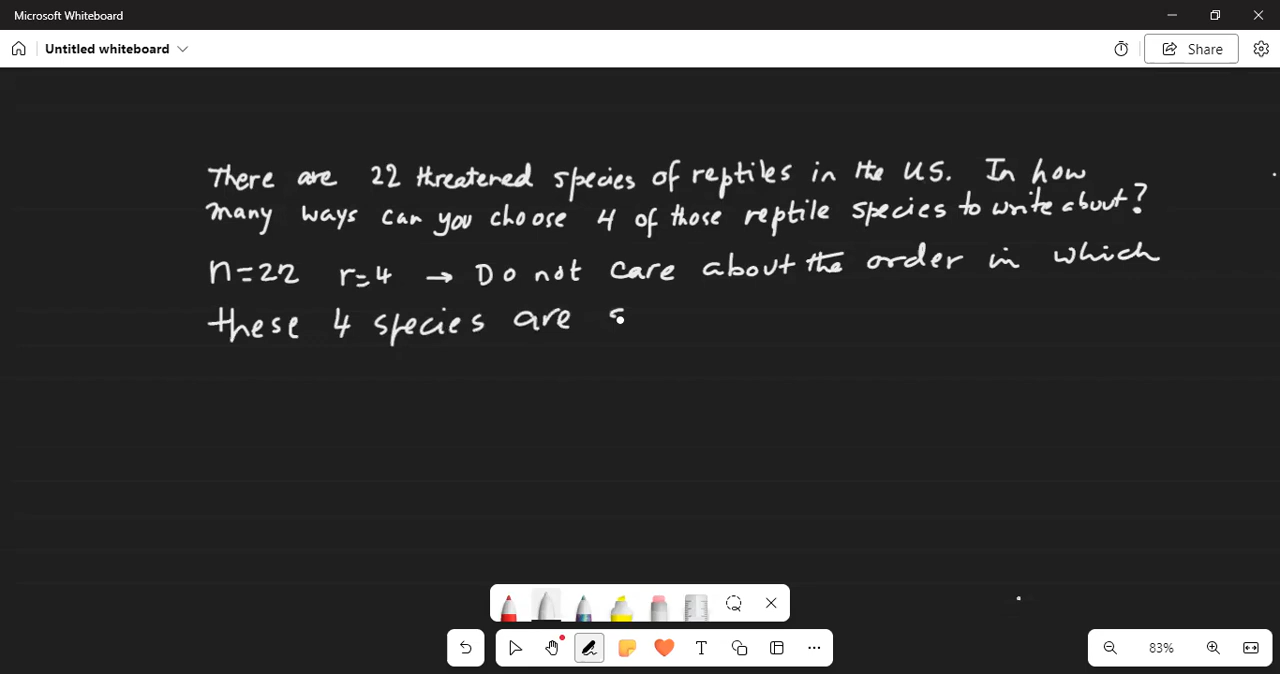 Microsoft Whiteboard
Untitled whiteboard
Share
There are 22 threatened species of reptiles in the U.S. In how
many ways can you choose 4 of those reptile species to write about?
n=22 r=4 → Do not care about the order in which
these 4 species are
83%